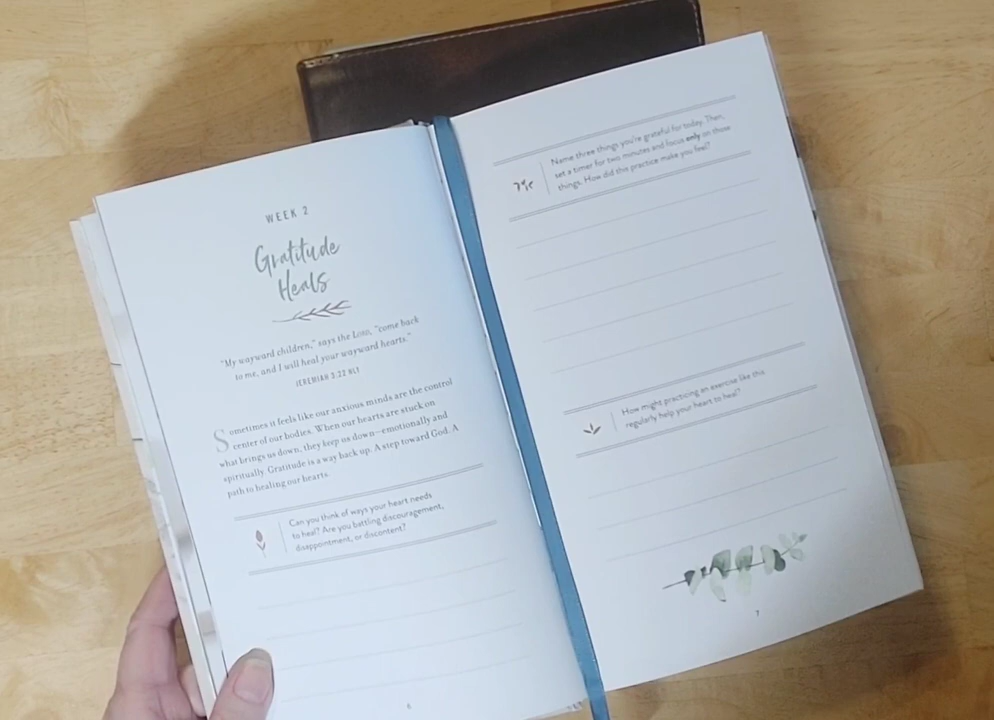 WEEK 2
Gratitude
Heals
"My wayward children," says the LORD, "come back
to me, and I will heal your wayward hearts."
JEREMIAH 3:22 NLT
Sometimes it feels like our anxious minds are the control
center of our bodies. When our hearts are stuck on
what brings us down, they keep us down—emotionally and
spiritually. Gratitude is a way back up. A step toward God. A
path to healing our hearts.
Can you think of ways your heart needs
to heal? Are you battling discouragement,
disappointment, or discontent?
6
Name three things you're grateful for today. Then,
set a timer for two minutes and focus only on those
things. How did this practice make you feel?
How might practicing an exercise like this
regularly help your heart to heal?
7